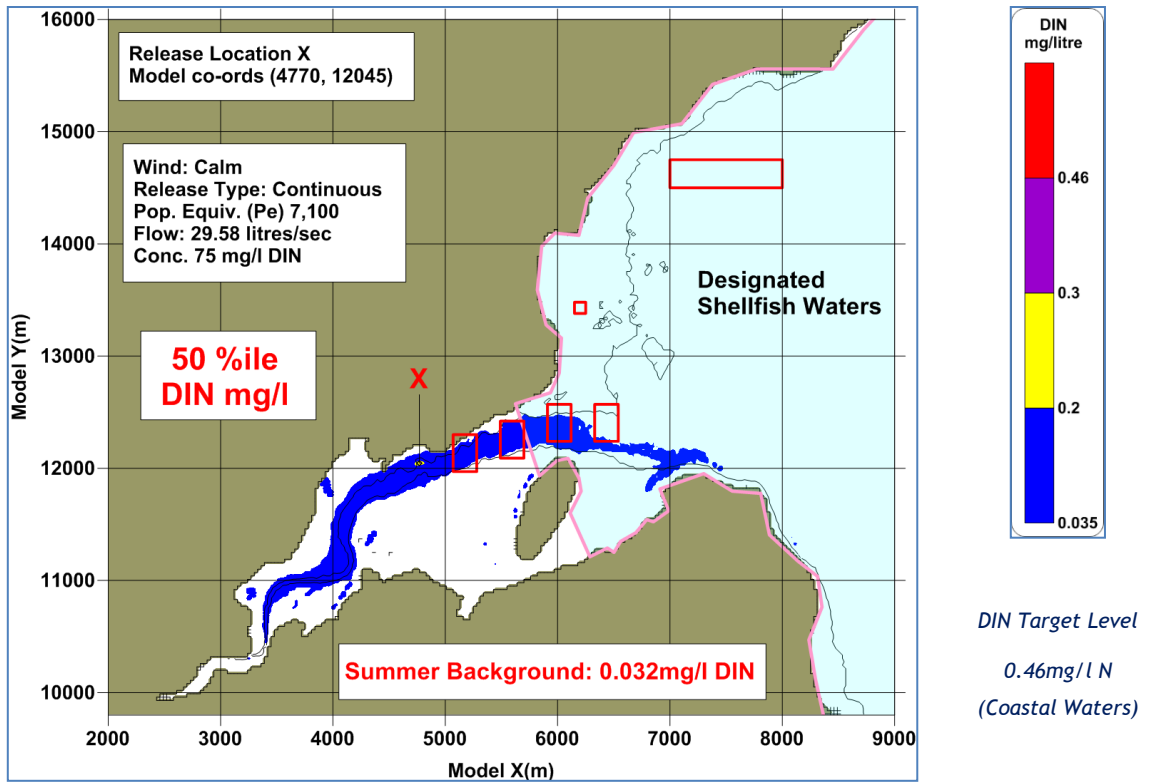 16000
15000
14000
13000
12000
11000
10000
Model Y(m)
Release Location X
Model co-ords (4770, 12045)
Wind: Calm
Release Type: Continuous
Pop. Equiv. (Pe) 7,100
Flow: 29.58 litres/sec
Conc. 75 mg/l DIN
50 %ile
DIN mg/l
X
Designated
Shellfish Waters
Summer Background: 0.032mg/l DIN
2000 3000 4000 5000 6000 7000 8000 9000
Model X(m)
DIN
mg/litre
0.46
0.3
0.2
0.035
DIN Target Level
0.46mg/l N
(Coastal Waters)